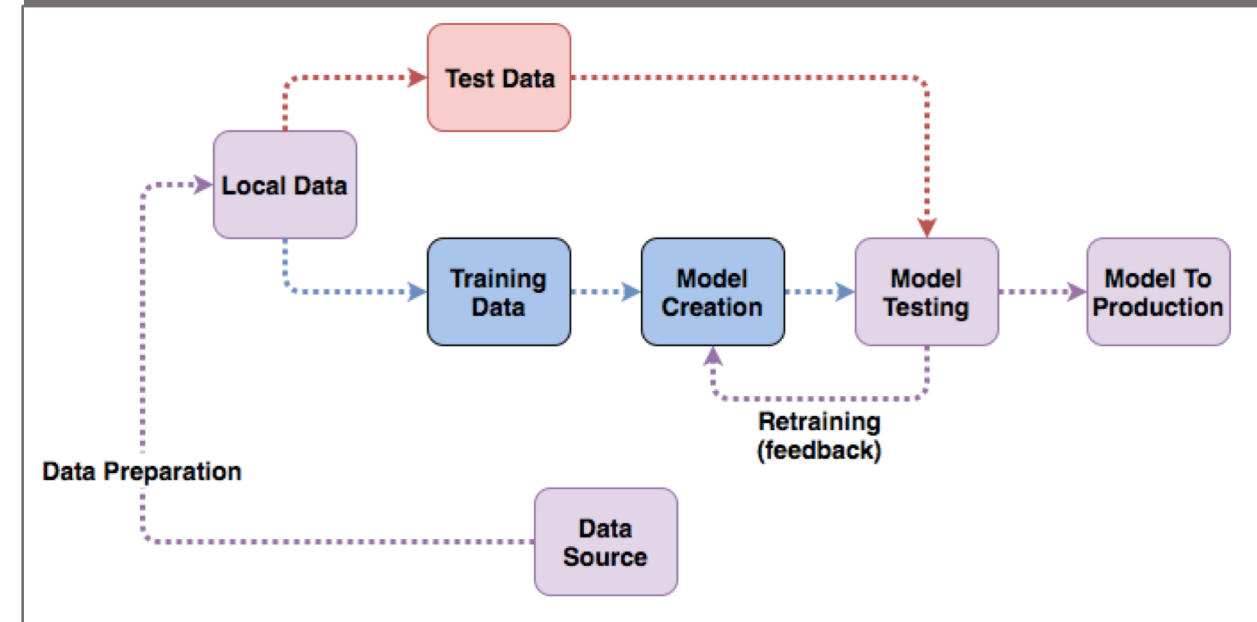 Test Data
Local Data
Training
Data
Model
Creation
Model
Testing
Model To
Production
Retraining
(feedback)
Data Preparation
Data
Source